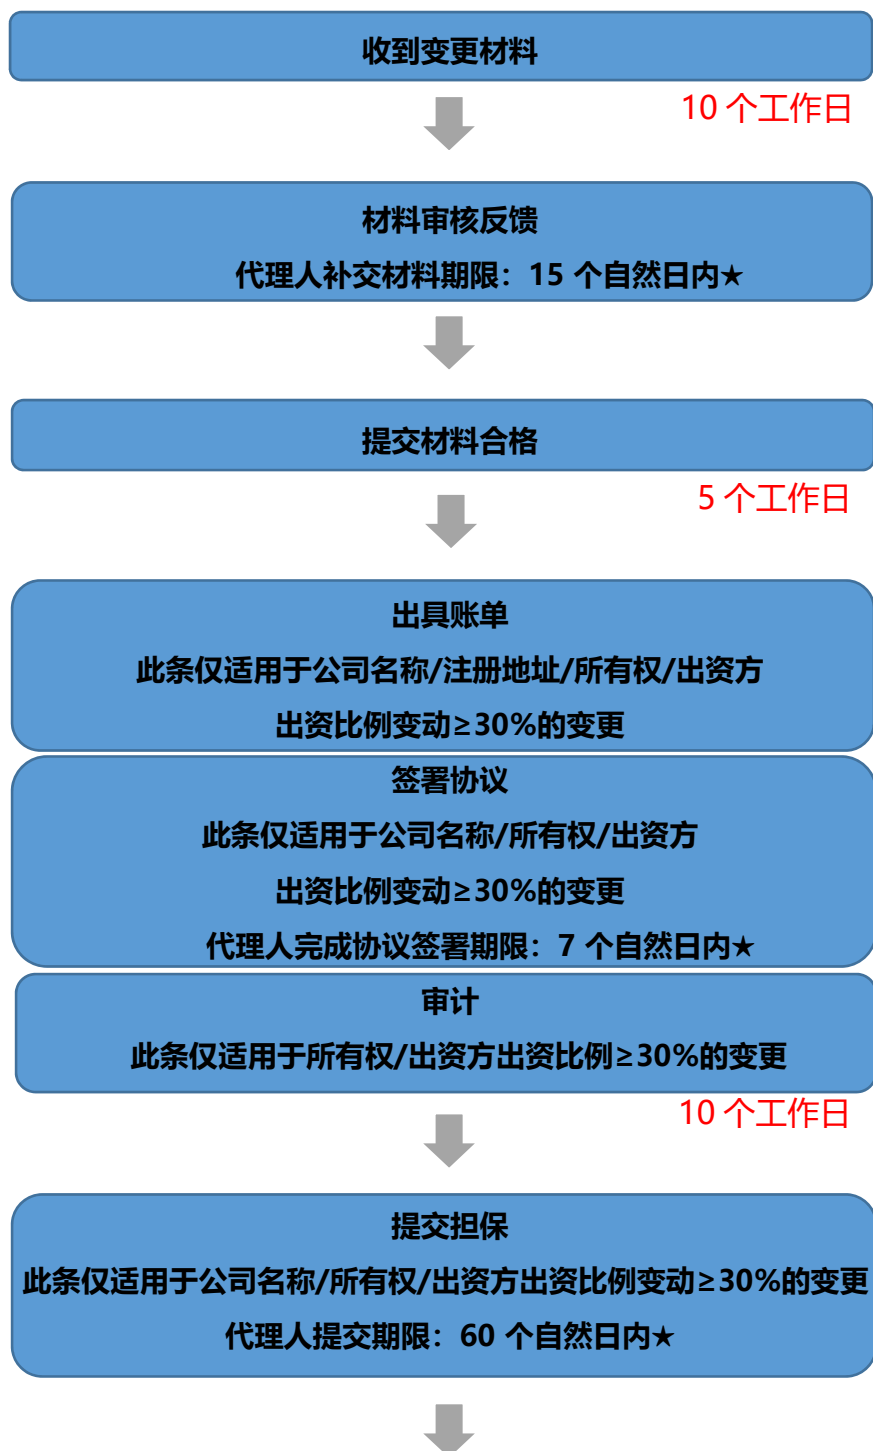 收到变更材料
10 个工作日
材料审核反馈
代理人补交材料期限：15 个自然日内★
提交材料合格
5 个工作日
出具账单
此条仅适用于公司名称/注册地址/所有权/出资方
出资比例变动≥30%的变更
签署协议
此条仅适用于公司名称/所有权/出资方
出资比例变动≥30%的变更
代理人完成协议签署期限：7 个自然日内★
审计
此条仅适用于所有权/出资方出资比例≥30%的变更
10 个工作日
提交担保
此条仅适用于公司名称/所有权/出资方出资比例变动≥30%的变更
代理人提交期限：60 个自然日内★